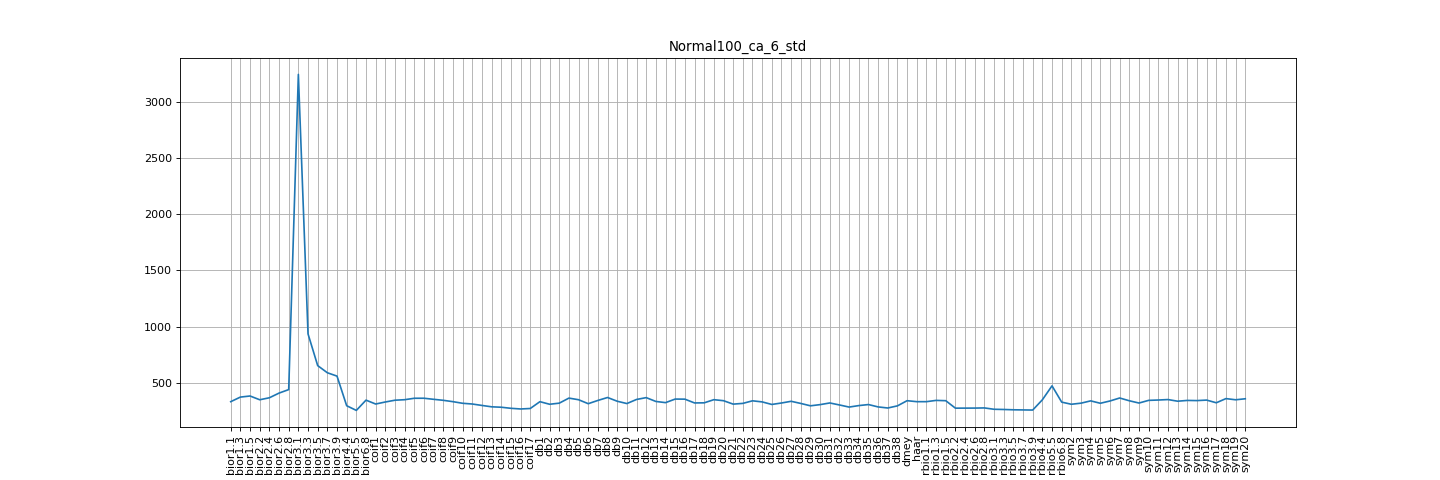 Normal100_ca_6_std
3000
2500
2000
1500
1000
500
bior1.1
bior1.3
bior1.5
bior2.2
bior2.4
bior2.6
bior2.8
bior3.1
bior3.3
bior3.5
bior3.7
bior3.9
bior4.4
bior5.5
bior6.8
coif1
coif2
coif3
coif4
coif5
coif6
coif7
coif8
coif9
coif10
coif11
coif12
coif13
coif14
coif15
coif16
coif17
db1
db2
db3
db4
db5
db6
db7
db8
db9
db10
db11
db12
db13
db14
db15
db16
db17
db18
db19
db20
db21
db22
db23
db24
db25
db26
db27
db28
db29
db30
db31
db32
db33
db34
db35
db36
db37
db38
dmey
haar
rbio1.1
rbio1.3
rbio1.5
rbio2.2
rbio2.4
rbio2.6
rbio2.8
rbio3.1
rbio3.3
rbio3.5
rbio3.7
rbio3.9
rbio4.4
rbio5.5
rbio6.8
sym2
sym3
sym4
sym5
sym6
sym7
sym8
sym9
sym10
sym11
sym12
sym13
sym14
sym15
sym16
sym17
sym18
sym19
sym20